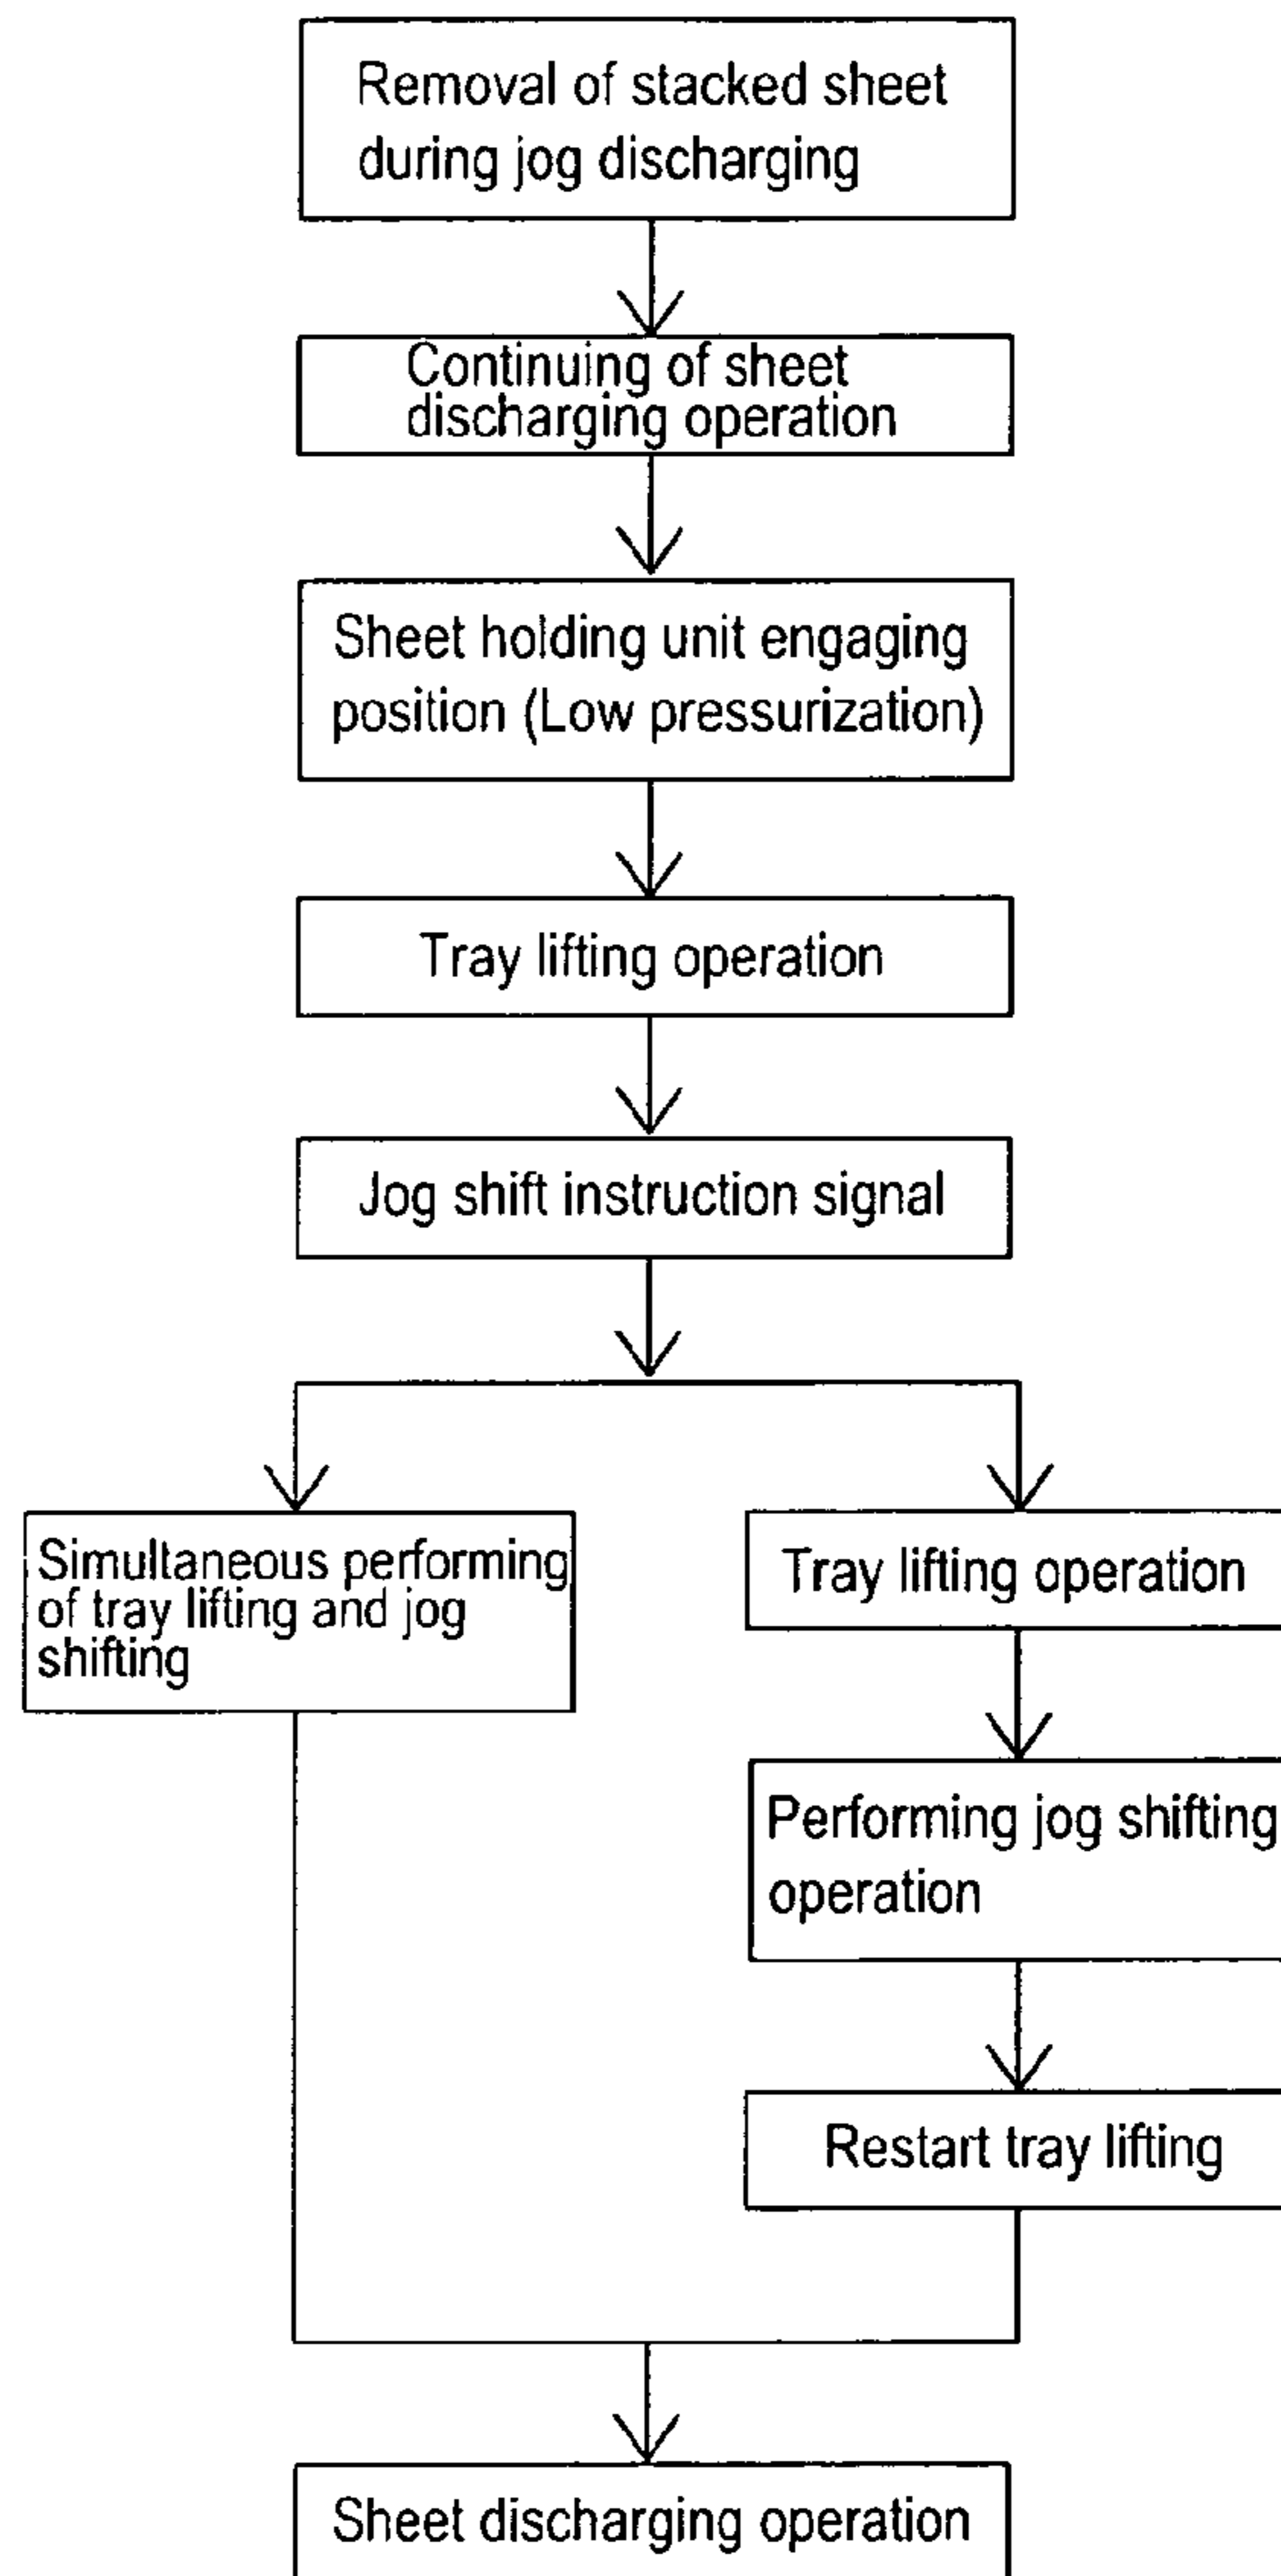 Removal of stacked sheet
during jog discharging
Continuing of sheet
discharging operation
Sheet holding unit engaging
position (Low pressurization)
Tray lifting operation
Jog shift instruction signal
Simultaneous performing
of tray lifting and jog
shifting
Tray lifting operation
Performing jog shifting
operation
Restart tray lifting
Sheet discharging operation